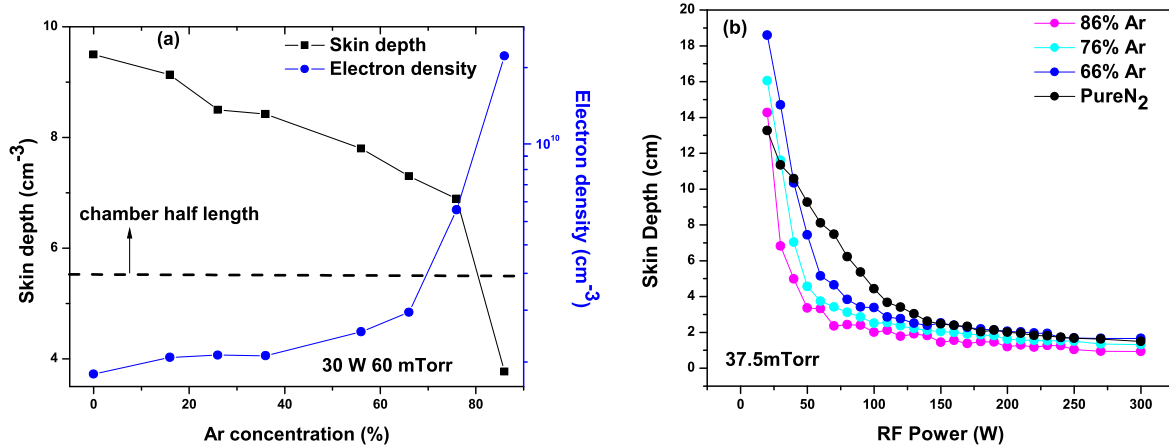 (a)
Skin depth
Electron density
10
8
6
4
Skin depth (cm-3)
chamber half length
30 W 60 mTorr
0
20
40
60
80
Ar concentration (%)
10^10
Electron density (cm-3)
(b)
86% Ar
76% Ar
66% Ar
PureN2
20
18
16
14
12
10
8
6
4
2
0
Skin Depth (cm)
37.5mTorr
0
50
100
150
200
250
300
RF Power (W)